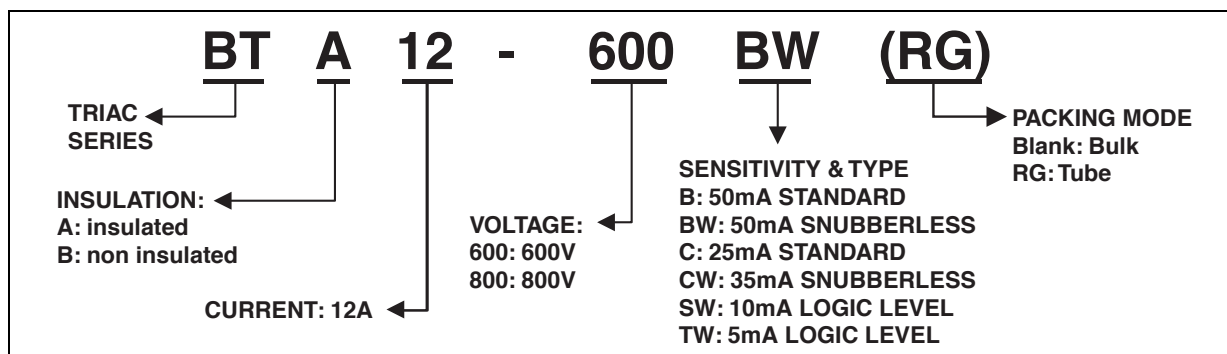 BT A 12 - 600 BW (RG)
TRIAC
SERIES
INSULATION:
A: insulated
B: non insulated
CURRENT: 12A
VOLTAGE:
600: 600V
800: 800V
SENSITIVITY & TYPE
B: 50mA STANDARD
BW: 50mA SNUBBERLESS
C: 25mA STANDARD
CW: 35mA SNUBBERLESS
SW: 10mA LOGIC LEVEL
TW: 5mA LOGIC LEVEL
PACKING MODE
Blank: Bulk
RG: Tube